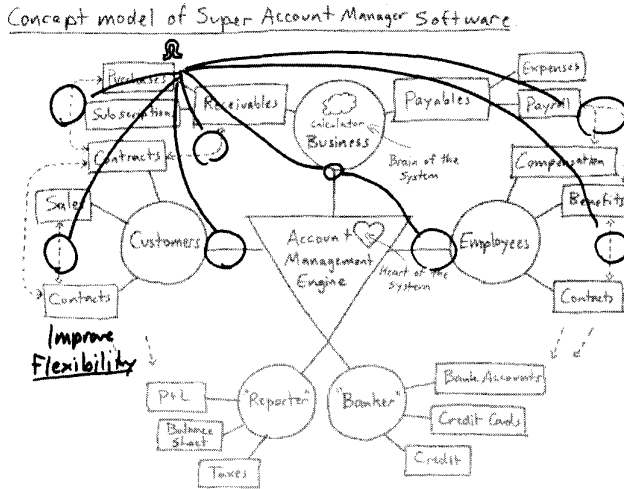 Concept model of Super Account Manager Software
Purchases
Subscription
Receivables
Contracts
Sales
Customers
Contacts
Improve
Flexibility
Calculator
Business
Brain of the
System
Payables
Expenses
Payroll
Compensation
Benefits
Employees
Contacts
Account
Management
Engine
Heart of the
System
"Reporter"
P&L
Balance
Sheet
Taxes
"Banker"
Bank Accounts
Credit Cards
Credit